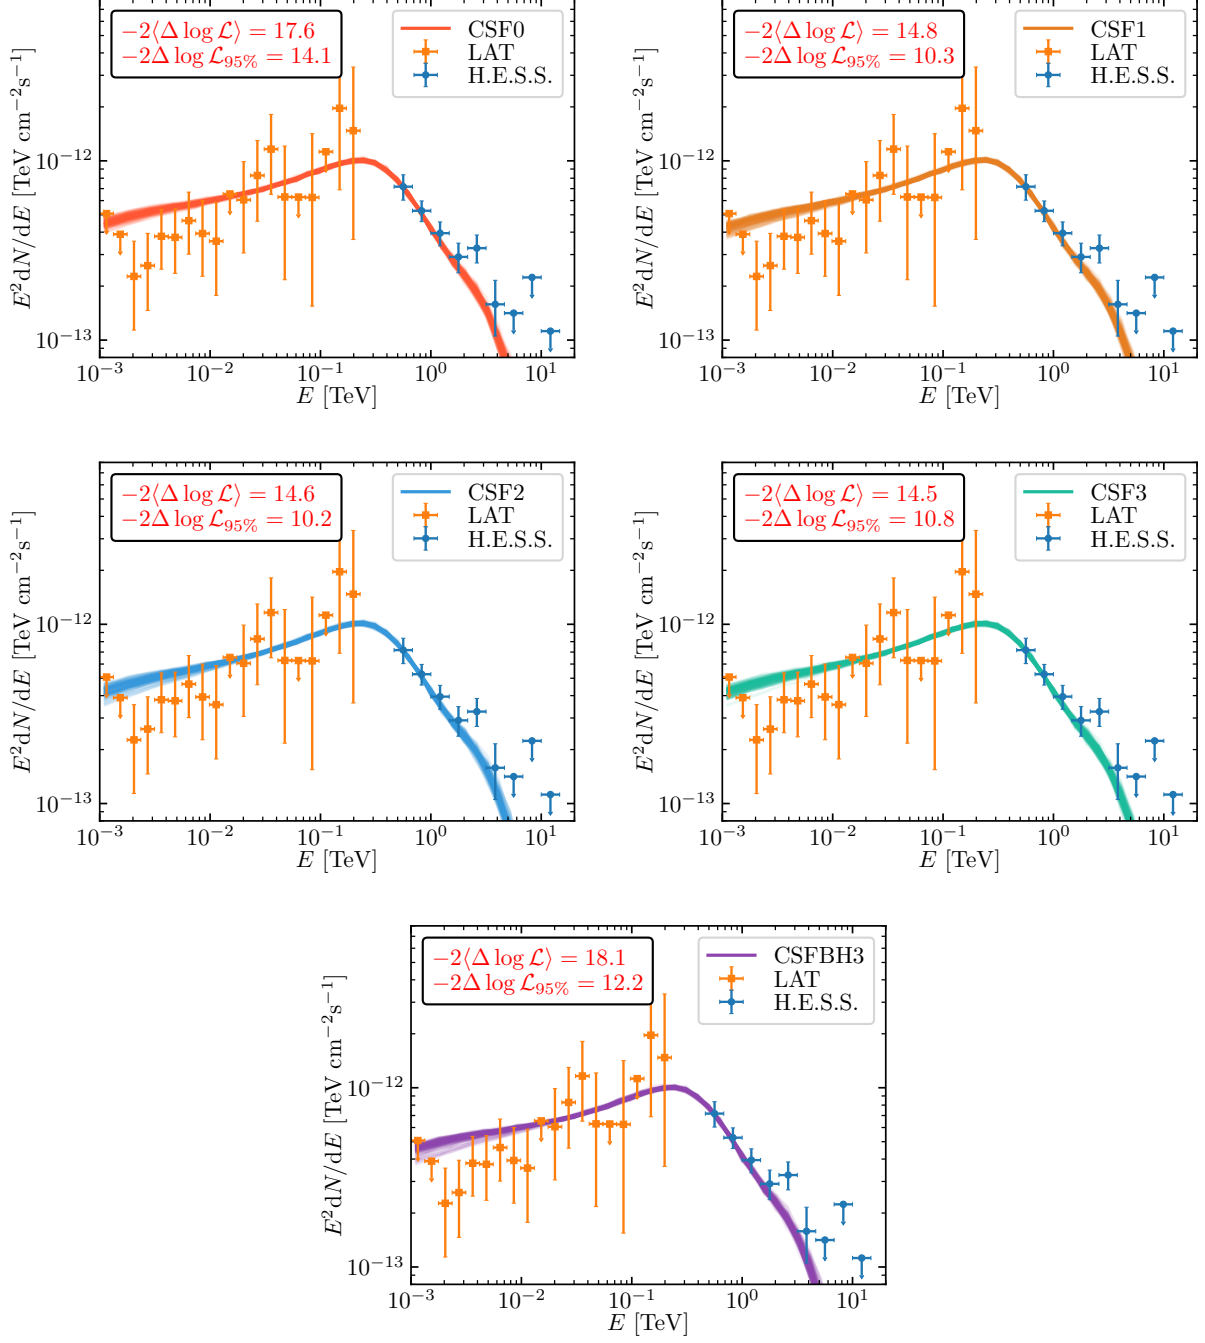 −2⟨Δ log ℒ⟩ = 17.6
−2Δ log ℒ₉₅% = 14.1
CSF0
LAT
H.E.S.S.
E²dN/dE [TeV cm⁻²s⁻¹]
10⁻¹²
10⁻¹³
10⁻³ 10⁻² 10⁻¹ 10⁰ 10¹
E [TeV]
−2⟨Δ log ℒ⟩ = 14.8
−2Δ log ℒ₉₅% = 10.3
CSF1
LAT
H.E.S.S.
E²dN/dE [TeV cm⁻²s⁻¹]
10⁻¹²
10⁻¹³
10⁻³ 10⁻² 10⁻¹ 10⁰ 10¹
E [TeV]
−2⟨Δ log ℒ⟩ = 14.6
−2Δ log ℒ₉₅% = 10.2
CSF2
LAT
H.E.S.S.
E²dN/dE [TeV cm⁻²s⁻¹]
10⁻¹²
10⁻¹³
10⁻³ 10⁻² 10⁻¹ 10⁰ 10¹
E [TeV]
−2⟨Δ log ℒ⟩ = 14.5
−2Δ log ℒ₉₅% = 10.8
CSF3
LAT
H.E.S.S.
E²dN/dE [TeV cm⁻²s⁻¹]
10⁻¹²
10⁻¹³
10⁻³ 10⁻² 10⁻¹ 10⁰ 10¹
E [TeV]
−2⟨Δ log ℒ⟩ = 18.1
−2Δ log ℒ₉₅% = 12.2
CSFBH3
LAT
H.E.S.S.
E²dN/dE [TeV cm⁻²s⁻¹]
10⁻¹²
10⁻¹³
10⁻³ 10⁻² 10⁻¹ 10⁰ 10¹
E [TeV]